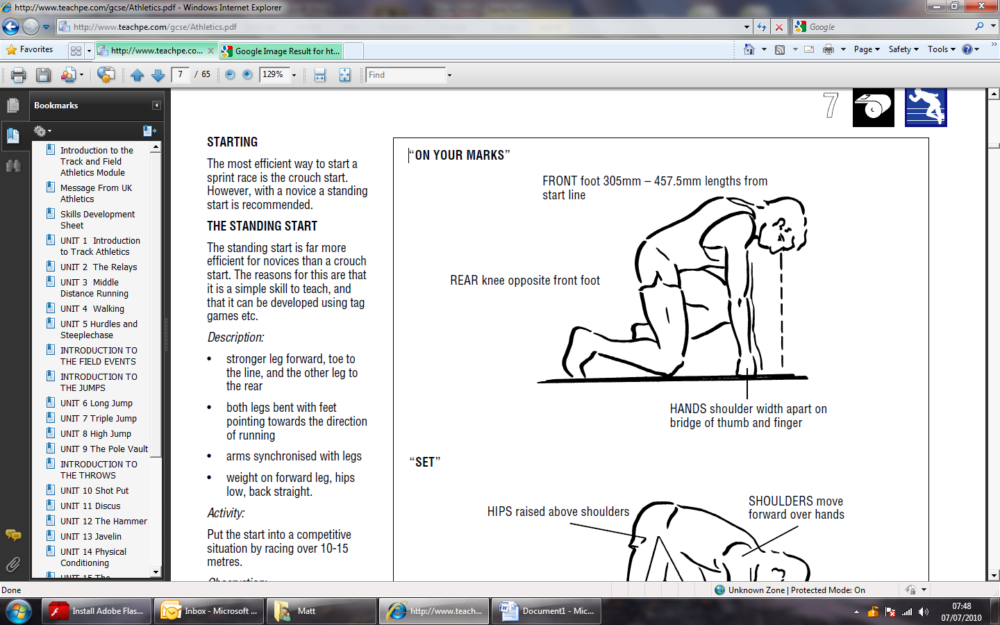 http://www.teachpe.com/gcse/Athletics.pdf - Windows Internet Explorer
http://www.teachpe.com/gcse/Athletics.pdf
Google
Favorites
http://www.teachpe.co...
Google Image Result for ht...
Page
Safety
Tools
7 / 65
129%
Find
Bookmarks
Introduction to the
Track and Field
Athletics Module
Message From UK
Athletics
Skills Development
Sheet
UNIT 1 Introduction
to Track Athletics
UNIT 2 The Relays
UNIT 3 Middle
Distance Running
UNIT 4 Walking
UNIT 5 Hurdles and
Steeplechase
INTRODUCTION TO
THE FIELD EVENTS
INTRODUCTION TO
THE JUMPS
UNIT 6 Long Jump
UNIT 7 Triple Jump
UNIT 8 High Jump
UNIT 9 The Pole Vault
INTRODUCTION TO
THE THROWS
UNIT 10 Shot Put
UNIT 11 Discus
UNIT 12 The Hammer
UNIT 13 Javelin
UNIT 14 Physical
Conditioning
UNIT 15 The
7
STARTING
The most efficient way to start a
sprint race is the crouch start.
However, with a novice a standing
start is recommended.
THE STANDING START
The standing start is far more
efficient for novices than a crouch
start. The reasons for this are that
it is a simple skill to teach, and
that it can be developed using tag
games etc.
Description:
• stronger leg forward, toe to
the line, and the other leg to
the rear
• both legs bent with feet
pointing towards the direction
of running
• arms synchronised with legs
• weight on forward leg, hips
low, back straight.
Activity:
Put the start into a competitive
situation by racing over 10-15
metres.
Observation:
“ON YOUR MARKS”
FRONT foot 305mm – 457.5mm lengths from
start line
REAR knee opposite front foot
HANDS shoulder width apart on
bridge of thumb and finger
“SET”
HIPS raised above shoulders
SHOULDERS move
forward over hands
Done
Unknown Zone | Protected Mode: On
Install Adobe Flas...
Inbox - Microsoft ...
Matt
http://www.teach...
Document1 - Mic...
07:48
07/07/2010